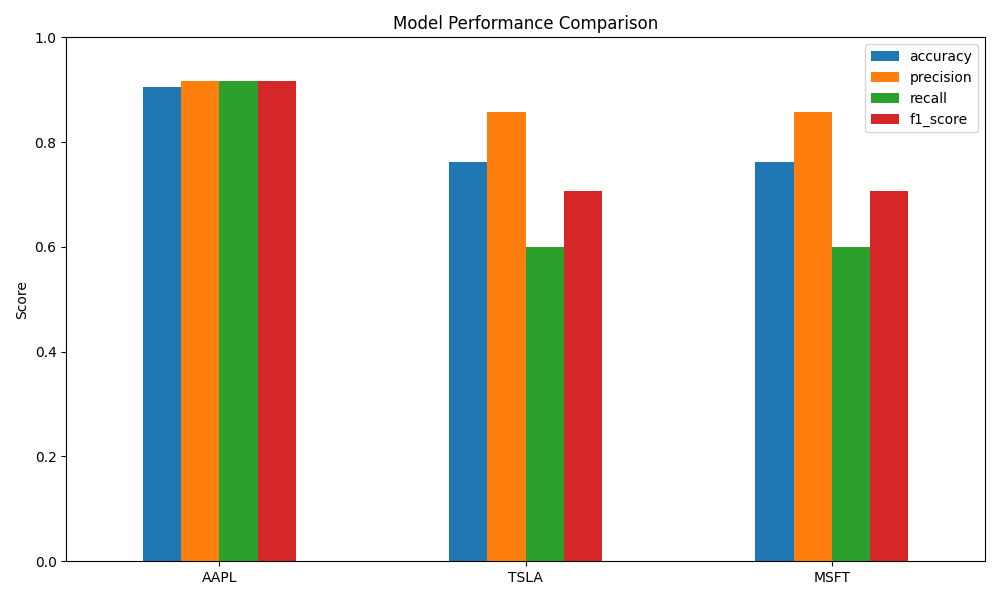 Model Performance Comparison
1.0
0.8
0.6
0.4
0.2
0.0
Score
accuracy
precision
recall
f1_score
AAPL
TSLA
MSFT